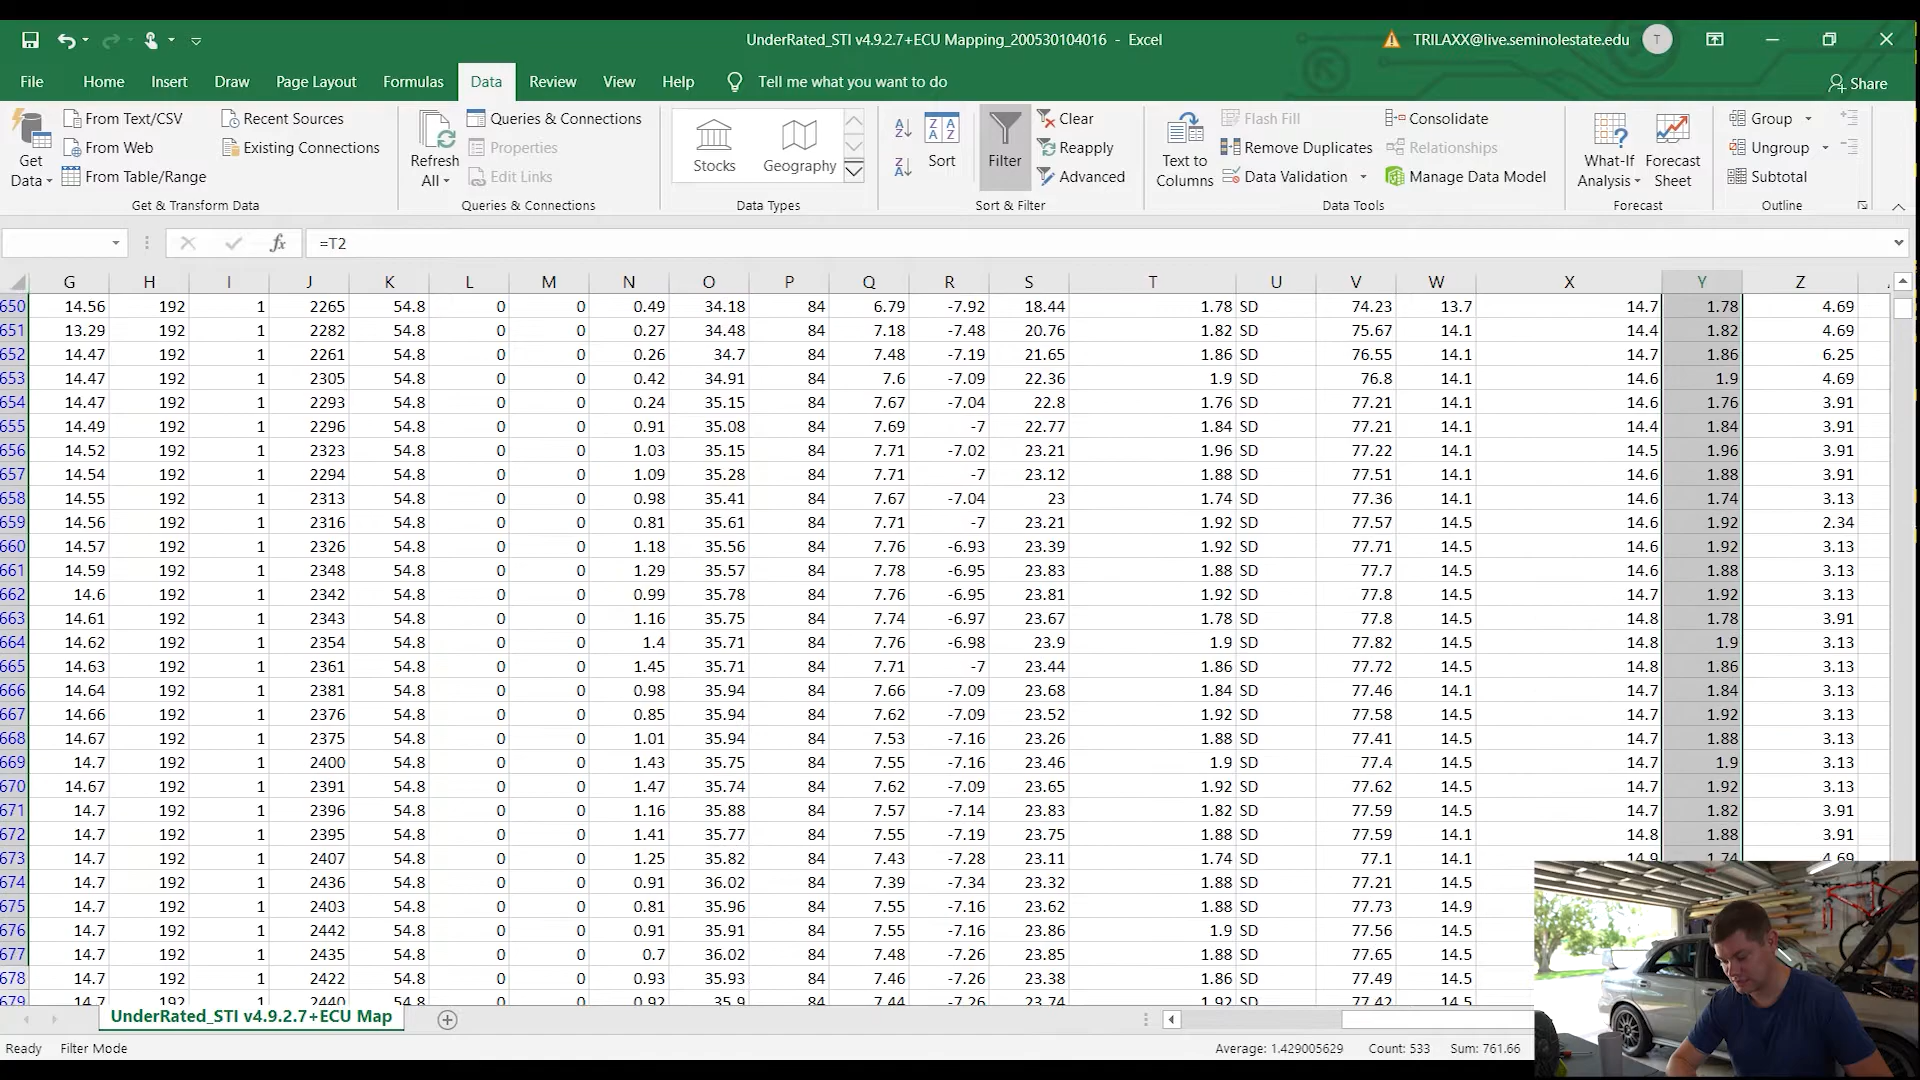 UnderRated_STI v4.9.2.7+ECU Mapping_200530104016 - Excel
TRILAXX@live.seminolestate.edu T
File Home Insert Draw Page Layout Formulas Data Review View Help Tell me what you want to do Share
Get Data
From Text/CSV
From Web
From Table/Range
Recent Sources
Existing Connections
Get & Transform Data
Refresh All
Queries & Connections
Properties
Edit Links
Queries & Connections
Stocks Geography
Data Types
Sort
Filter
Clear
Reapply
Advanced
Sort & Filter
Text to Columns
Flash Fill
Remove Duplicates
Data Validation
Consolidate
Relationships
Manage Data Model
Data Tools
What-If Analysis
Forecast Sheet
Forecast
Group
Ungroup
Subtotal
Outline
fx =T2
G H I J K L M N O P Q R S T U V W X Y Z
650 14.56 192 1 2265 54.8 0 0 0.49 34.18 84 6.79 -7.92 18.44 1.78 SD 74.23 13.7 14.7 1.78 4.69
651 13.29 192 1 2282 54.8 0 0 0.27 34.48 84 7.18 -7.48 20.76 1.82 SD 75.67 14.1 14.4 1.82 4.69
652 14.47 192 1 2261 54.8 0 0 0.26 34.7 84 7.48 -7.19 21.65 1.86 SD 76.55 14.1 14.7 1.86 6.25
653 14.47 192 1 2305 54.8 0 0 0.42 34.91 84 7.6 -7.09 22.36 1.9 SD 76.8 14.1 14.6 1.9 4.69
654 14.47 192 1 2293 54.8 0 0 0.24 35.15 84 7.67 -7.04 22.8 1.76 SD 77.21 14.1 14.6 1.76 3.91
655 14.49 192 1 2296 54.8 0 0 0.91 35.08 84 7.69 -7 22.77 1.84 SD 77.21 14.1 14.4 1.84 3.91
656 14.52 192 1 2323 54.8 0 0 1.03 35.15 84 7.71 -7.02 23.21 1.96 SD 77.22 14.1 14.5 1.96 3.91
657 14.54 192 1 2294 54.8 0 0 1.09 35.28 84 7.71 -7 23.12 1.88 SD 77.51 14.1 14.6 1.88 3.91
658 14.55 192 1 2313 54.8 0 0 0.98 35.41 84 7.67 -7.04 23 1.74 SD 77.36 14.1 14.6 1.74 3.13
659 14.56 192 1 2316 54.8 0 0 0.81 35.61 84 7.71 -7 23.21 1.92 SD 77.57 14.5 14.6 1.92 2.34
660 14.57 192 1 2326 54.8 0 0 1.18 35.56 84 7.76 -6.93 23.39 1.92 SD 77.71 14.5 14.6 1.92 3.13
661 14.59 192 1 2348 54.8 0 0 1.29 35.57 84 7.78 -6.95 23.83 1.88 SD 77.7 14.5 14.6 1.88 3.13
662 14.6 192 1 2342 54.8 0 0 0.99 35.78 84 7.76 -6.95 23.81 1.92 SD 77.8 14.5 14.7 1.92 3.13
663 14.61 192 1 2343 54.8 0 0 1.16 35.75 84 7.74 -6.97 23.67 1.78 SD 77.8 14.5 14.8 1.78 3.91
664 14.62 192 1 2354 54.8 0 0 1.4 35.71 84 7.76 -6.98 23.9 1.9 SD 77.82 14.5 14.8 1.9 3.13
665 14.63 192 1 2361 54.8 0 0 1.45 35.71 84 7.71 -7 23.44 1.86 SD 77.72 14.5 14.8 1.86 3.13
666 14.64 192 1 2381 54.8 0 0 0.98 35.94 84 7.66 -7.09 23.68 1.84 SD 77.46 14.1 14.7 1.84 3.13
667 14.66 192 1 2376 54.8 0 0 0.85 35.94 84 7.62 -7.09 23.52 1.92 SD 77.58 14.5 14.7 1.92 3.13
668 14.67 192 1 2375 54.8 0 0 1.01 35.94 84 7.53 -7.16 23.26 1.88 SD 77.41 14.5 14.7 1.88 3.13
669 14.7 192 1 2400 54.8 0 0 1.43 35.75 84 7.55 -7.16 23.46 1.9 SD 77.4 14.5 14.7 1.9 3.13
670 14.67 192 1 2391 54.8 0 0 1.47 35.74 84 7.62 -7.09 23.65 1.92 SD 77.62 14.5 14.7 1.92 3.13
671 14.7 192 1 2396 54.8 0 0 1.16 35.88 84 7.57 -7.14 23.83 1.82 SD 77.59 14.5 14.7 1.82 3.91
672 14.7 192 1 2395 54.8 0 0 1.41 35.77 84 7.55 -7.19 23.75 1.88 SD 77.59 14.1 14.8 1.88 3.91
673 14.7 192 1 2407 54.8 0 0 1.25 35.82 84 7.43 -7.28 23.11 1.74 SD 77.1 14.1 14.9 1.74 4.69
674 14.7 192 1 2436 54.8 0 0 0.91 36.02 84 7.39 -7.34 23.32 1.88 SD 77.21 14.5
675 14.7 192 1 2403 54.8 0 0 0.81 35.96 84 7.55 -7.16 23.62 1.88 SD 77.73 14.9
676 14.7 192 1 2442 54.8 0 0 0.91 35.91 84 7.55 -7.16 23.86 1.9 SD 77.56 14.5
677 14.7 192 1 2435 54.8 0 0 0.7 36.02 84 7.48 -7.26 23.85 1.88 SD 77.65 14.5
678 14.7 192 1 2422 54.8 0 0 0.93 35.93 84 7.46 -7.26 23.38 1.86 SD 77.49 14.5
679 14.7 192 1 2440 54.8 0 0 0.92 35.9 84 7.44 -7.26 23.74 1.92 SD 77.42 14.5
UnderRated_STI v4.9.2.7+ECU Map
Ready Filter Mode Average: 1.429005629 Count: 533 Sum: 761.66